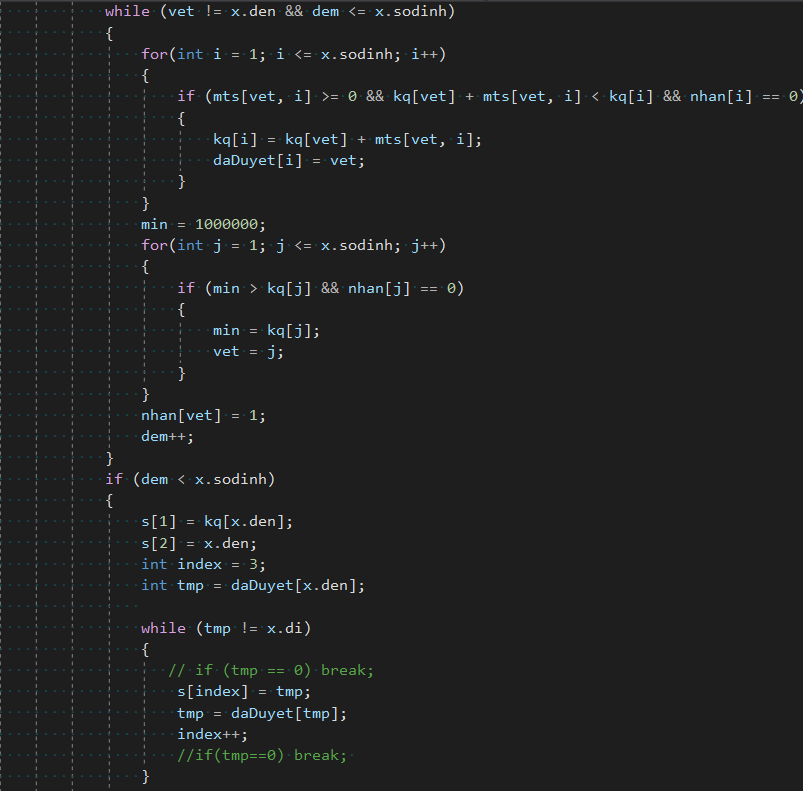 while (vet != x.den && dem <= x.sodinh)
{
for(int i = 1; i <= x.sodinh; i++)
{
if (mts[vet, i] >= 0 && kq[vet] + mts[vet, i] < kq[i] && nhan[i] == 0)
{
kq[i] = kq[vet] + mts[vet, i];
daDuyet[i] = vet;
}
}
min = 1000000;
for(int j = 1; j <= x.sodinh; j++)
{
if (min > kq[j] && nhan[j] == 0)
{
min = kq[j];
vet = j;
}
}
nhan[vet] = 1;
dem++;
}
if (dem < x.sodinh)
{
s[1] = kq[x.den];
s[2] = x.den;
int index = 3;
int tmp = daDuyet[x.den];
while (tmp != x.di)
{
// if (tmp == 0) break;
s[index] = tmp;
tmp = daDuyet[tmp];
index++;
//if(tmp==0) break;
}